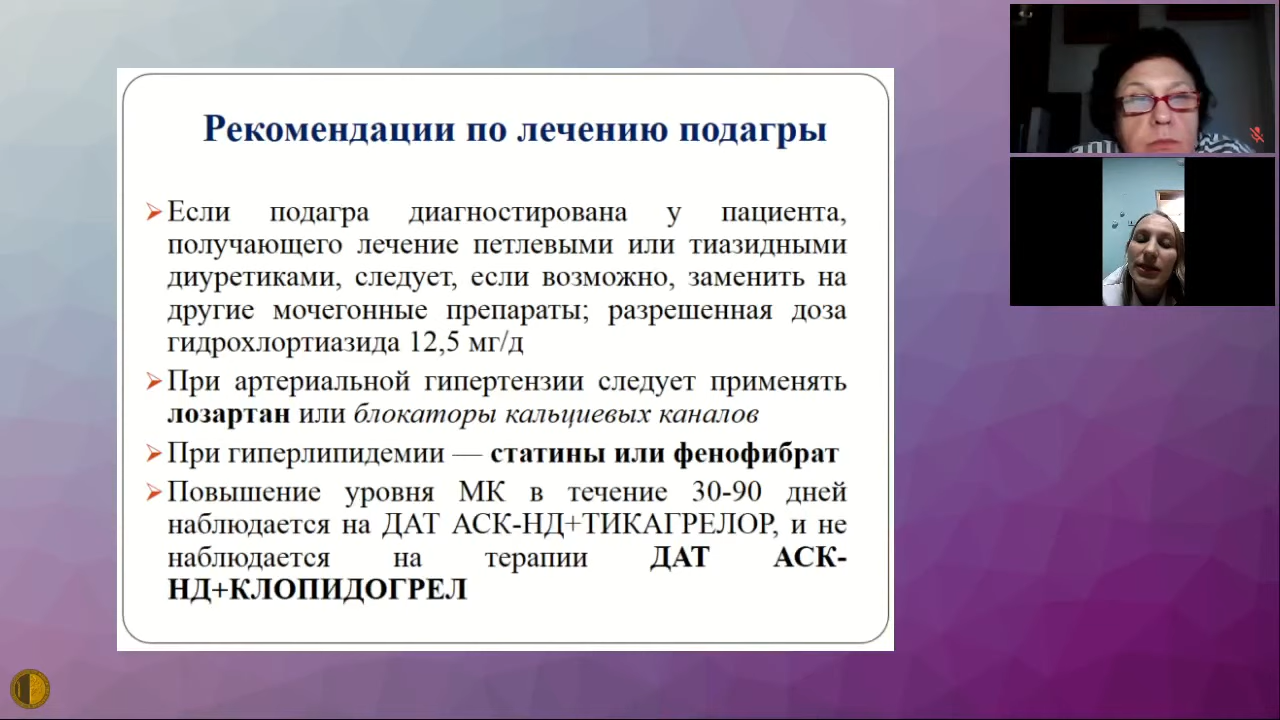 Рекомендации по лечению подагры
Если подагра диагностирована у пациента,
получающего лечение петлевыми или тиазидными
диуретиками, следует, если возможно, заменить на
другие мочегонные препараты; разрешенная доза
гидрохлортиазида 12,5 мг/д
При артериальной гипертензии следует применять
лозартан или блокаторы кальциевых каналов
При гиперлипидемии — статины или фенофибрат
Повышение уровня МК в течение 30-90 дней
наблюдается на ДАТ АСК-НД+ТИКАГРЕЛОР, и не
наблюдается на терапии ДАТ АСК-
НД+КЛОПИДОГРЕЛ